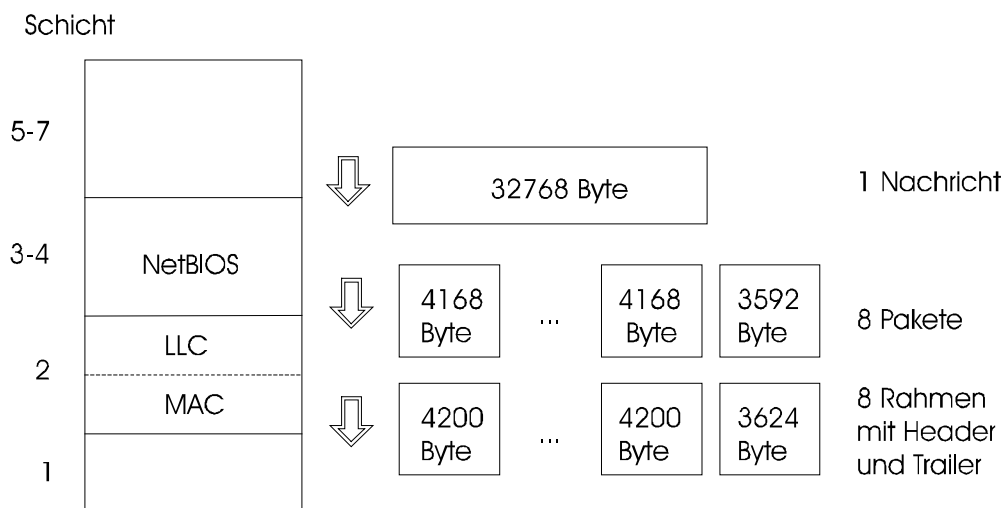 Schicht
5-7
32768 Byte
1 Nachricht
3-4
NetBIOS
4168
Byte
...
4168
Byte
3592
Byte
8 Pakete
LLC
2
MAC
4200
Byte
...
4200
Byte
3624
Byte
8 Rahmen
mit Header
und Trailer
1